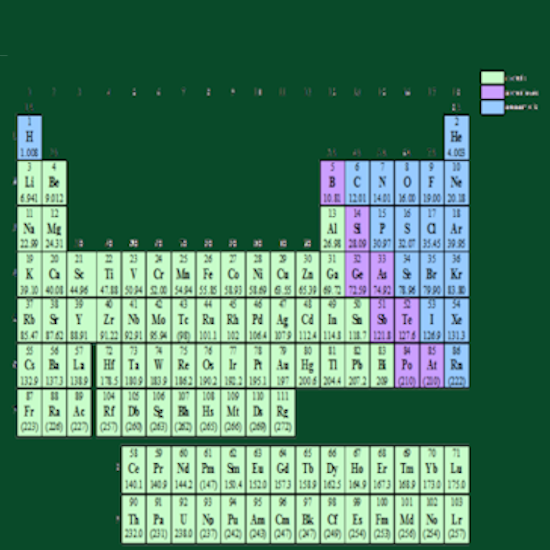 1 2
H He
1.008 4.003
3 4 5 6 7 8 9 10
Li Be B C N O F Ne
6.941 9.012 10.81 12.01 14.01 16.00 19.00 20.18
11 12 13 14 15 16 17 18
Na Mg Al Si P S Cl Ar
22.99 24.31 26.98 28.09 30.97 32.07 35.45 39.95
19 20 21 22 23 24 25 26 27 28 29 30 31 32 33 34 35 36
K Ca Sc Ti V Cr Mn Fe Co Ni Cu Zn Ga Ge As Se Br Kr
39.10 40.08 44.96 47.88 50.94 52.00 54.94 55.85 58.93 58.69 63.55 65.39 69.72 72.59 74.92 78.96 79.90 83.80
37 38 39 40 41 42 43 44 45 46 47 48 49 50 51 52 53 54
Rb Sr Y Zr Nb Mo Tc Ru Rh Pd Ag Cd In Sn Sb Te I Xe
85.47 87.62 88.91 91.22 92.91 95.94 (98) 101.1 102 106.4 107.9 112.4 114.8 118.7 121.8 127.6 126.9 131.3
55 56 57 72 73 74 75 76 77 78 79 80 81 82 83 84 85 86
Cs Ba La Hf Ta W Re Os Ir Pt Au Hg Tl Pb Bi Po At Rn
132.9 137.3 138.9 178.5 180.9 183.9 186.2 190.2 192.2 195.1 197 200.6 204.4 207.2 209 (210) (210) (222)
87 88 89 104 105 106 107 108 109 110 111
Fr Ra Ac Rf Db Sg Bh Hs Mt Ds Rg
(223) (226) (227) (257) (260) (263) (262) (265) (266) (269) (272)
58 59 60 61 62 63 64 65 66 67 68 69 70 71
Ce Pr Nd Pm Sm Eu Gd Tb Dy Ho Er Tm Yb Lu
140.1 140.9 144.2 (147) 150.4 152.0 157.3 158.9 162.5 164.9 167.3 168.9 173.0 175.0
90 91 92 93 94 95 96 97 98 99 100 101 102 103
Th Pa U Np Pu Am Cm Bk Cf Es Fm Md No Lr
232.0 (231) 238.0 (237) (242) (243) (247) (247) (249) (254) (253) (256) (254) (257)